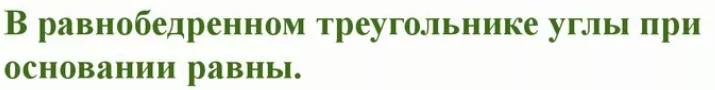 В равнобедренном треугольнике углы при
основании равны.